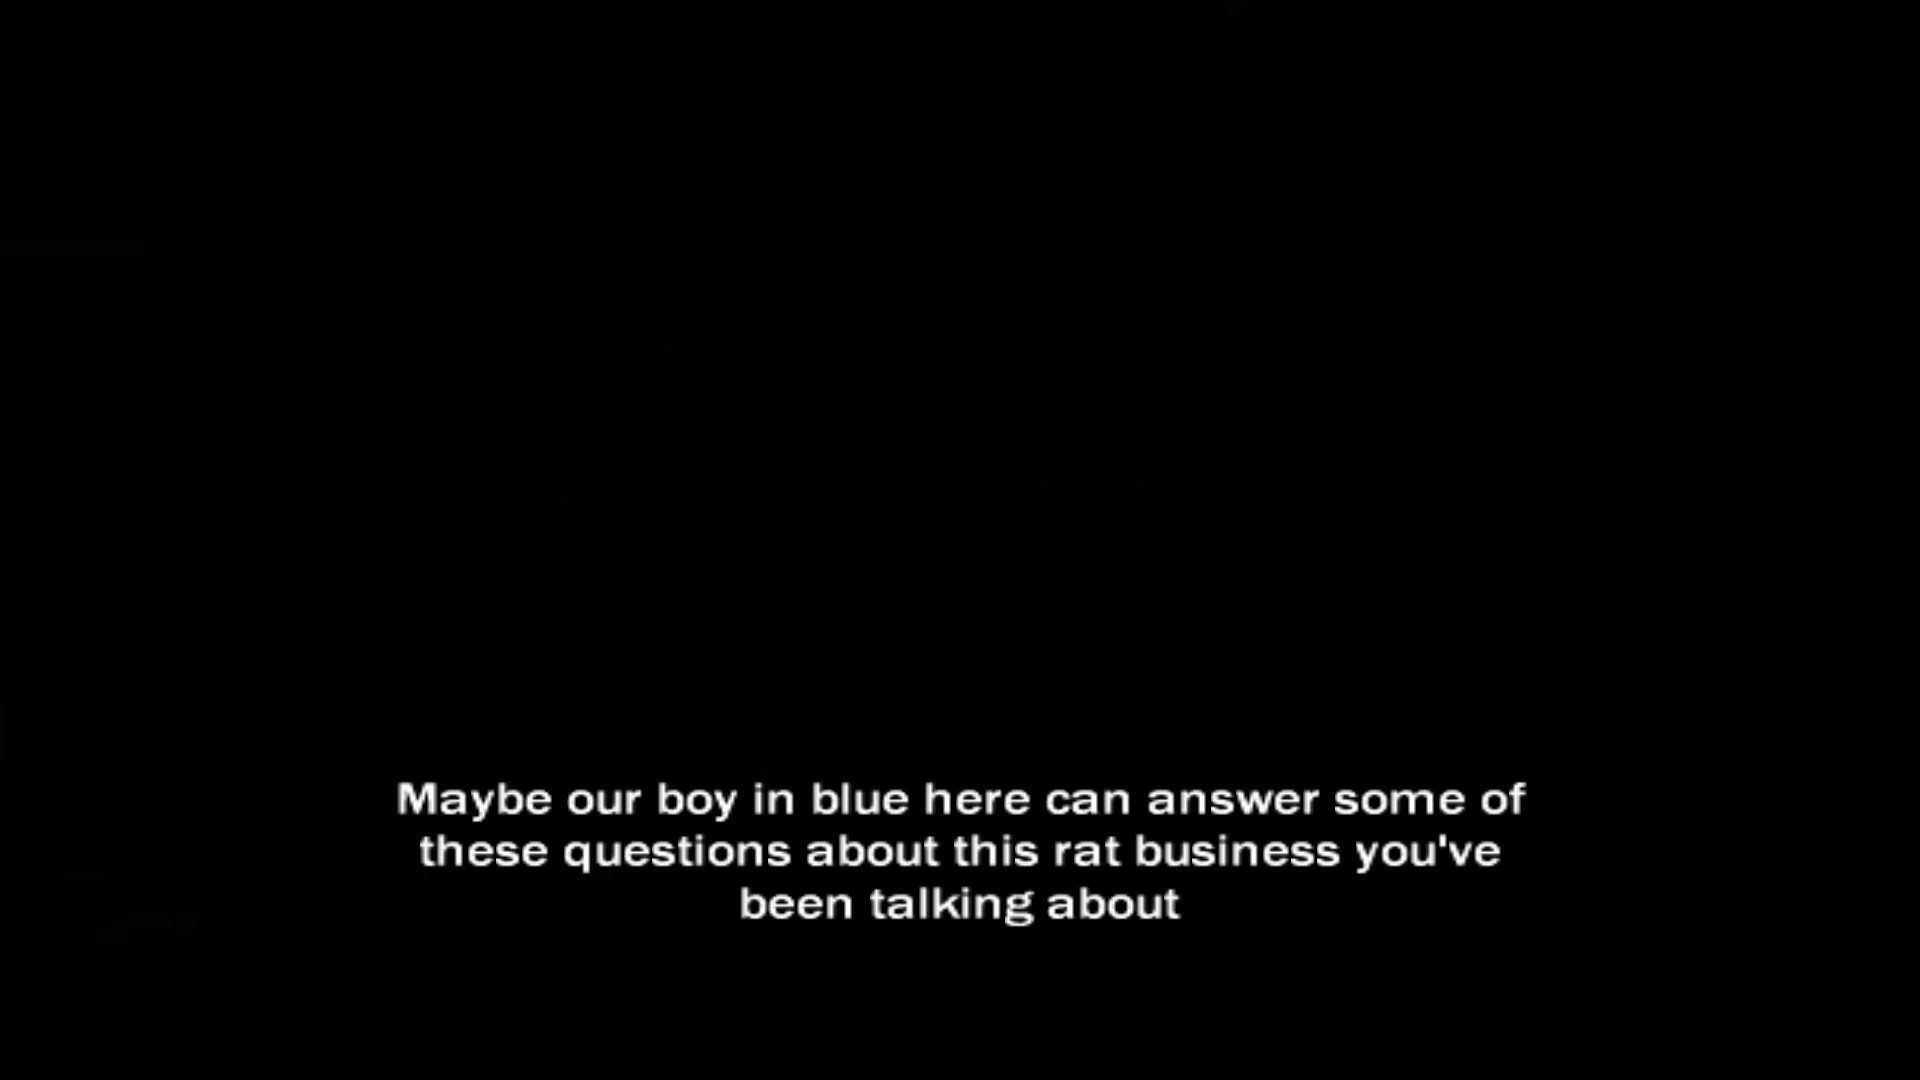 Maybe our boy in blue here can answer some of
these questions about this rat business you've
been talking about